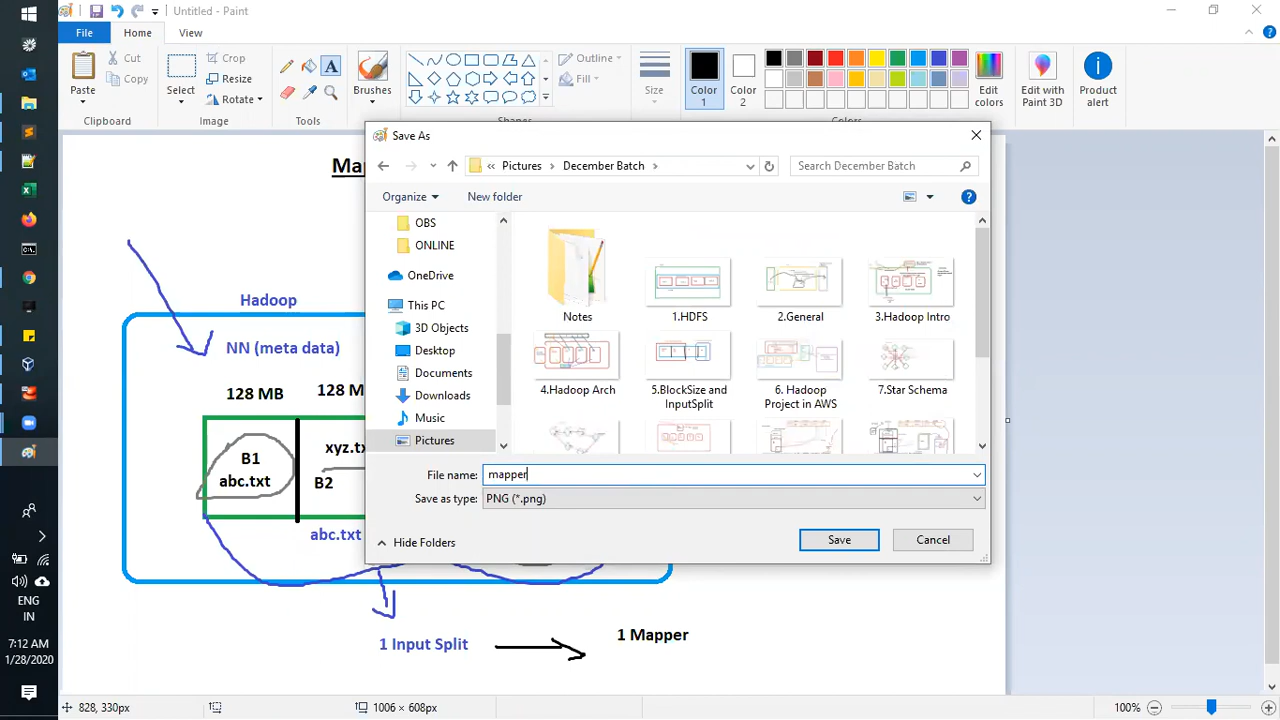 Untitled - Paint
File
Home
View
Paste
Cut
Copy
Clipboard
Select
Crop
Resize
Rotate
Image
Tools
Brushes
Shapes
Outline
Fill
Size
Color 1
Color 2
Edit colors
Colors
Edit with Paint 3D
Product alert
Save As
Pictures
December Batch
Search December Batch
Organize
New folder
OBS
ONLINE
OneDrive
This PC
3D Objects
Desktop
Documents
Downloads
Music
Pictures
Notes
1.HDFS
2.General
3.Hadoop Intro
4.Hadoop Arch
5.BlockSize and InputSplit
6. Hadoop Project in AWS
7.Star Schema
File name: mapper
Save as type: PNG (*.png)
Hide Folders
Save
Cancel
Hadoop
NN (meta data)
128 MB
128 M
B1
abc.txt
xyz.tx
B2
abc.txt
1 Input Split
1 Mapper
ENG
IN
7:12 AM
1/28/2020
828, 330px
1006 × 608px
100%